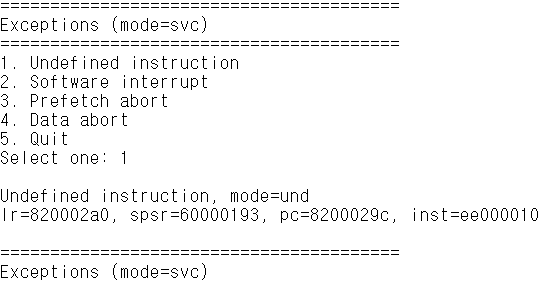 ========================================
Exceptions (mode=svc)
========================================
1. Undefined instruction
2. Software interrupt
3. Prefetch abort
4. Data abort
5. Quit
Select one: 1
Undefined instruction, mode=und
lr=820002a0, spsr=60000193, pc=8200029c, inst=ee000010
========================================
Exceptions (mode=svc)